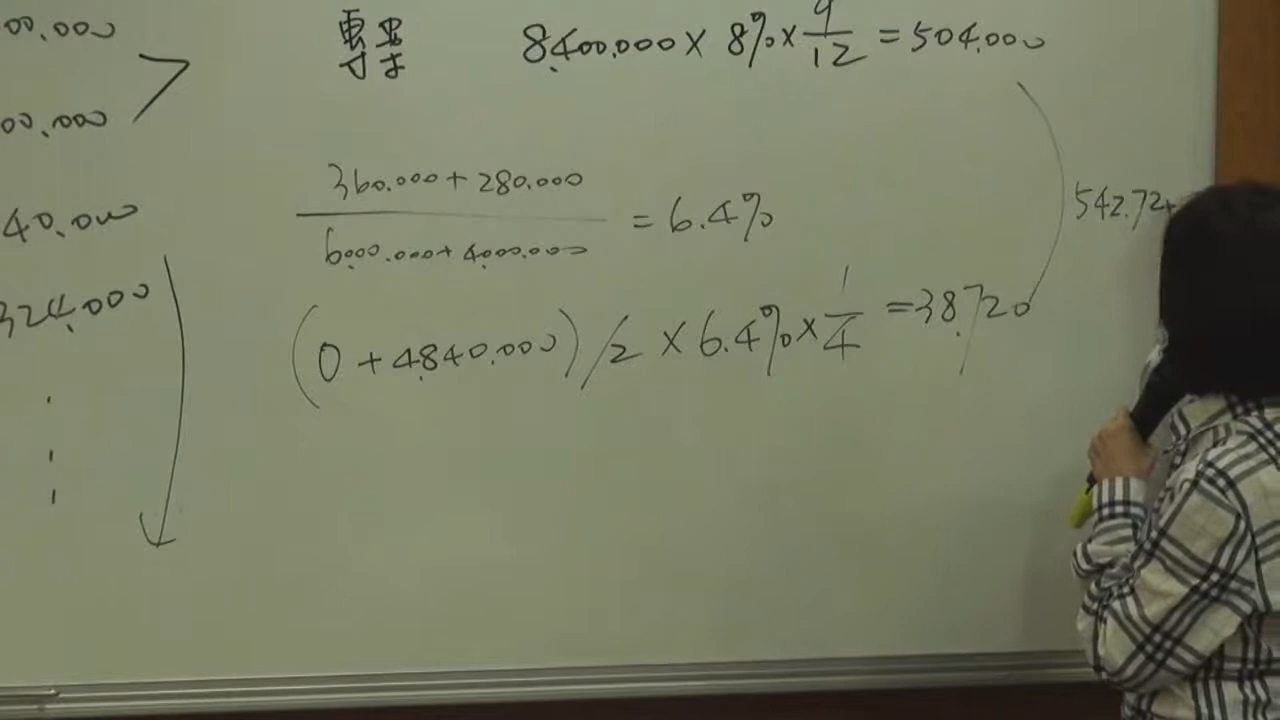 00.000
專案 8,400.000 × 8% × 9/12 = 504.000
00.000
360.000 + 280.000
6,000.000 + 4,000.000
= 6.4%
40.000
542.72
324.000
(0 + 4,840.000)/2 × 6.4% × 1/4 = 38.720